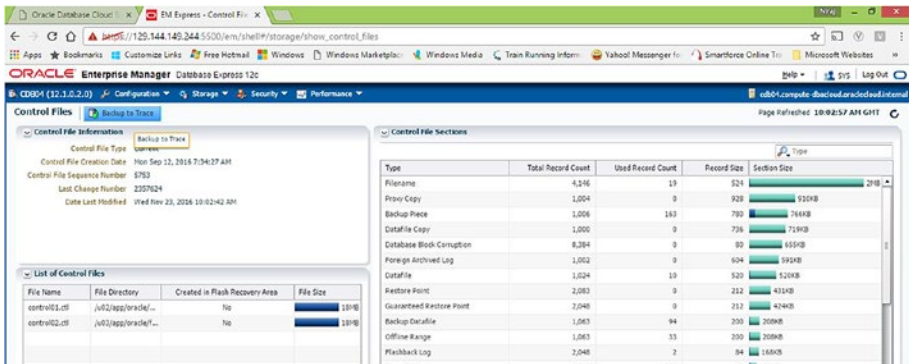 Oracle Database Cloud
EM Express - Control File
Niraj
https://129.144.149.244:5500/em/shell#/storage/show_control_files
Apps Bookmarks Customize Links Free Hotmail Windows Windows Marketplace Windows Media Train Running Inform Yahoo! Messenger for Smartforce Online Tra Microsoft Websites
ORACLE Enterprise Manager Database Express 12c
Help SYS Log Out
CDB04 (12.1.0.2.0) Configuration Storage Security Performance
cdb04.compute-dbacloud.oraclecloud.internal
Control Files Backup to Trace
Page Refreshed 10:02:57 AM GMT
Control File Information
Backup to Trace
Control File Type Current
Control File Creation Date Mon Sep 12, 2016 7:34:27 AM
Control File Sequence Number 5753
Last Change Number 2357624
Date Last Modified Wed Nov 23, 2016 10:02:42 AM
List of Control Files
File Name File Directory Created in Flash Recovery Area File Size
control01.ctl /u02/app/oracle/... No 18MB
control02.ctl /u03/app/oracle/f... No 18MB
Control File Sections
Type
Type Total Record Count Used Record Count Record Size Section Size
Filename 4,146 19 524 2MB
Proxy Copy 1,004 0 928 910KB
Backup Piece 1,006 163 780 766KB
Datafile Copy 1,000 0 736 719KB
Database Block Corruption 8,384 0 80 655KB
Foreign Archived Log 1,002 0 604 591KB
Datafile 1,024 10 520 520KB
Restore Point 2,083 0 212 431KB
Guaranteed Restore Point 2,048 0 212 424KB
Backup Datafile 1,063 94 200 208KB
Offline Range 1,063 33 200 208KB
Flashback Log 2,048 2 84 168KB